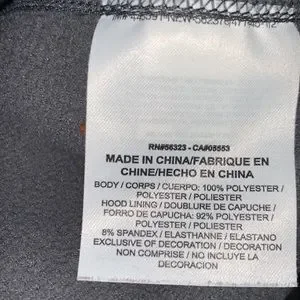 RN#56323 - CA#05553
MADE IN CHINA/FABRIQUE EN
CHINE/HECHO EN CHINA
BODY / CORPS / CUERPO: 100% POLYESTER /
POLYESTER / POLIESTER
HOOD LINING / DOUBLURE DE CAPUCHE /
FORRO DE CAPUCHA: 92% POLYESTER /
POLYESTER / POLIESTER
8% SPANDEX / ELASTHANNE / ELASTANO
EXCLUSIVE OF DECORATION / DECORATION
NON COMPRISE / NO INCLUYE LA
DECORACION